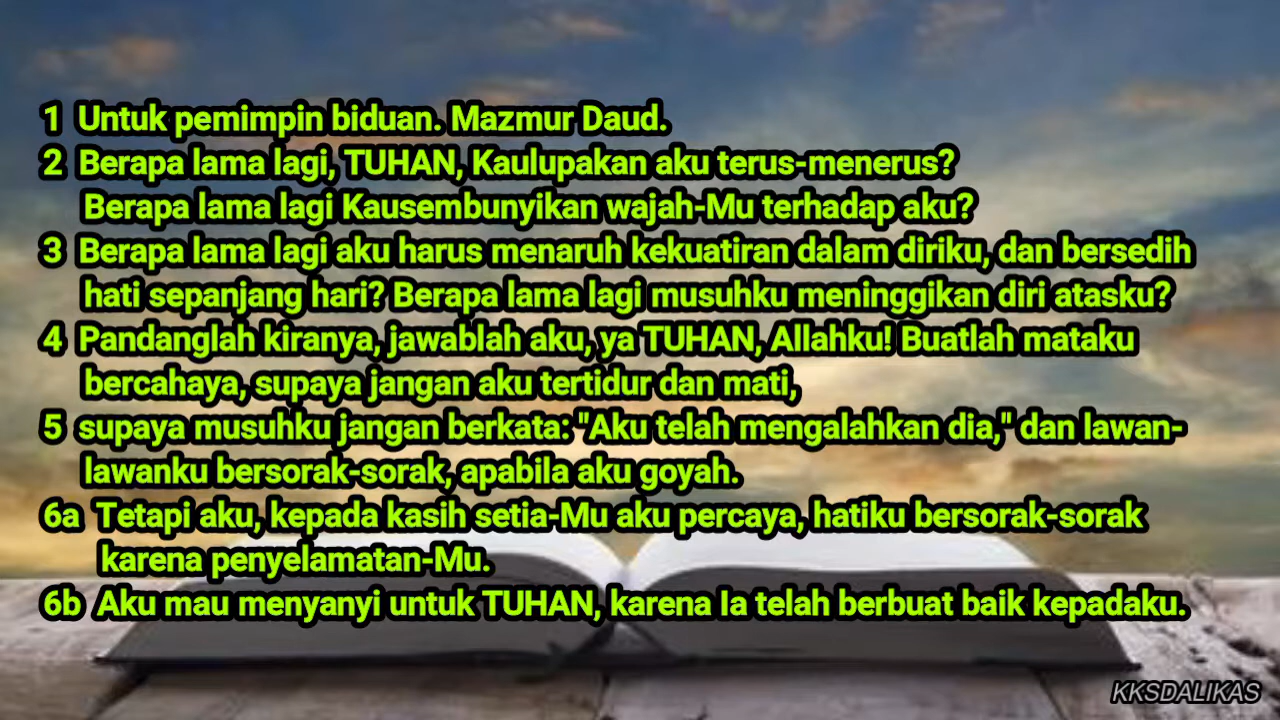 1 Untuk pemimpin biduan. Mazmur Daud.
2 Berapa lama lagi, TUHAN, Kaulupakan aku terus-menerus?
Berapa lama lagi Kausembunyikan wajah-Mu terhadap aku?
3 Berapa lama lagi aku harus menaruh kekuatiran dalam diriku, dan bersedih
hati sepanjang hari? Berapa lama lagi musuhku meninggikan diri atasku?
4 Pandanglah kiranya, jawablah aku, ya TUHAN, Allahku! Buatlah mataku
bercahaya, supaya jangan aku tertidur dan mati,
5 supaya musuhku jangan berkata: "Aku telah mengalahkan dia," dan lawan-
lawanku bersorak-sorak, apabila aku goyah.
6a Tetapi aku, kepada kasih setia-Mu aku percaya, hatiku bersorak-sorak
karena penyelamatan-Mu.
6b Aku mau menyanyi untuk TUHAN, karena Ia telah berbuat baik kepadaku.
KKSDALIKAS